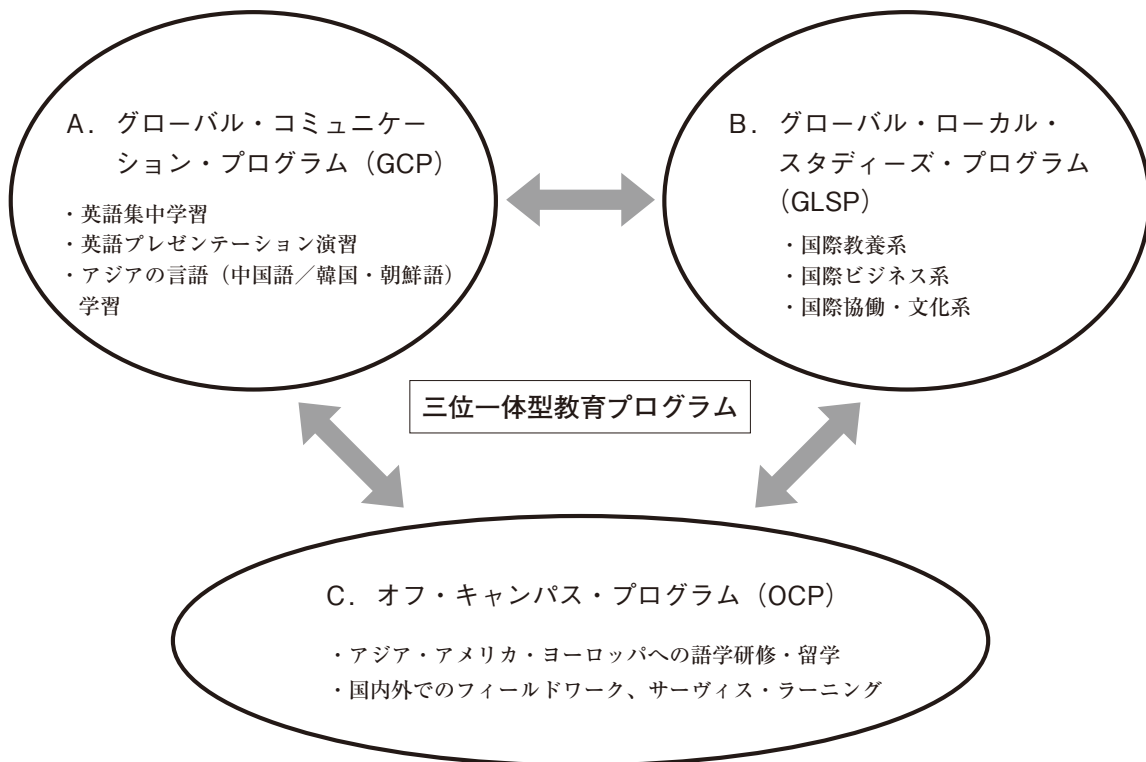 A．グローバル・コミュニケー
ション・プログラム（GCP）
・英語集中学習
・英語プレゼンテーション演習
・アジアの言語（中国語／韓国・朝鮮語）
学習
B．グローバル・ローカル・
スタディーズ・プログラム
(GLSP)
・国際教養系
・国際ビジネス系
・国際協働・文化系
三位一体型教育プログラム
C．オフ・キャンパス・プログラム（OCP）
・アジア・アメリカ・ヨーロッパへの語学研修・留学
・国内外でのフィールドワーク、サーヴィス・ラーニング